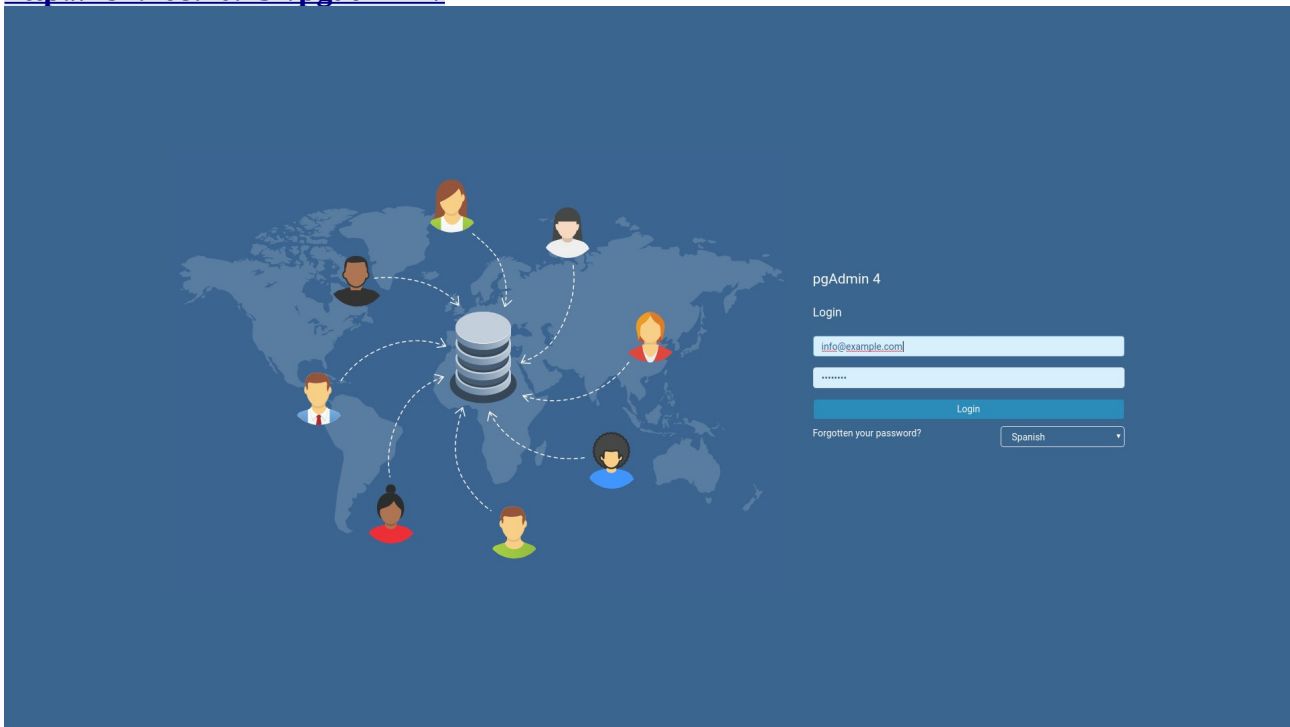 pgAdmin 4
Login
info@example.com
••••••••
Login
Forgotten your password?
Spanish